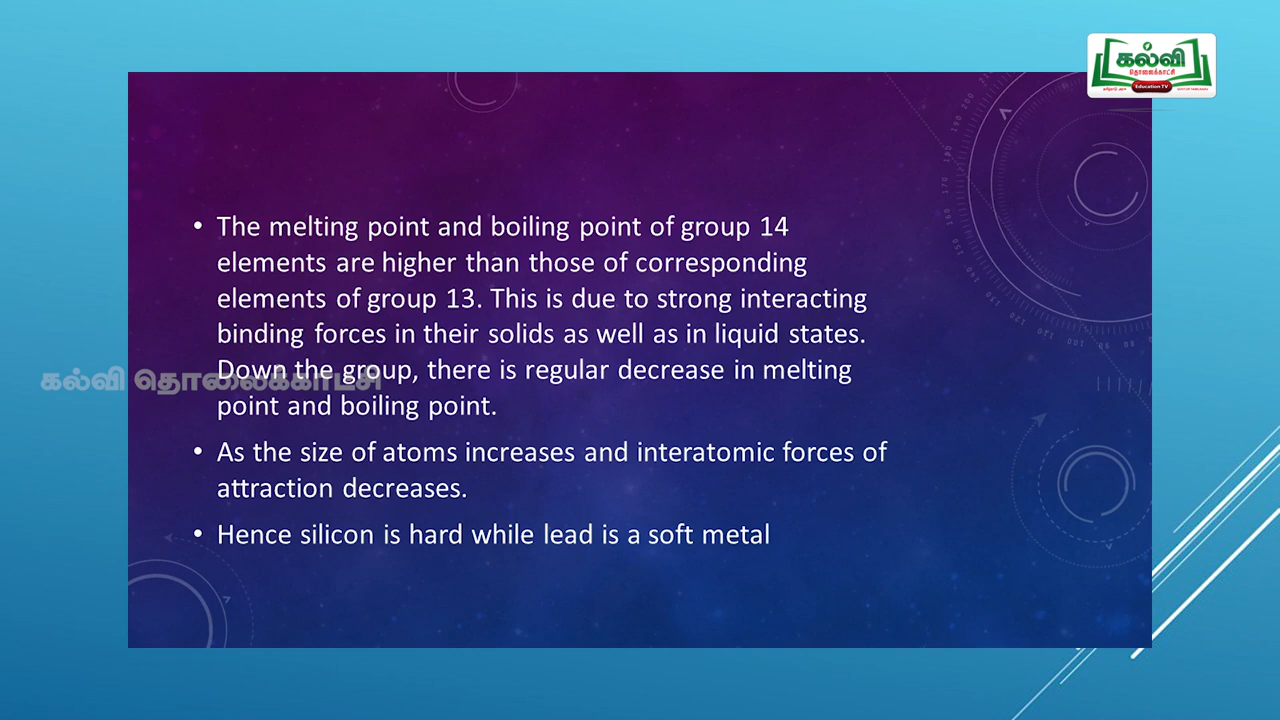 கல்வி
தொலைக்காட்சி
Education TV
• The melting point and boiling point of group 14
elements are higher than those of corresponding
elements of group 13. This is due to strong interacting
binding forces in their solids as well as in liquid states.
Down the group, there is regular decrease in melting
point and boiling point.
கல்வி தொலைக்காட்சி
• As the size of atoms increases and interatomic forces of
attraction decreases.
• Hence silicon is hard while lead is a soft metal